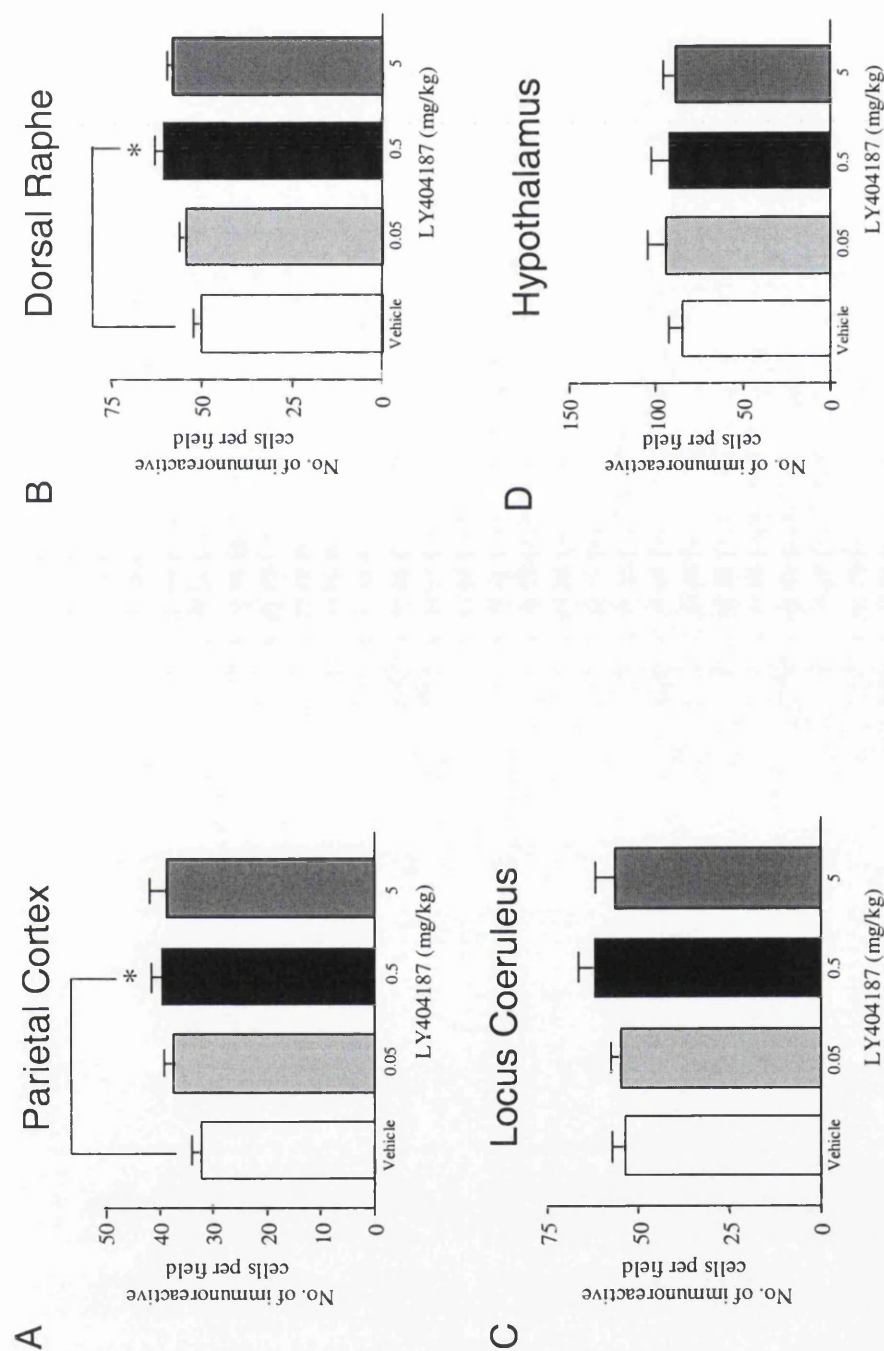 A
Parietal Cortex
No. of immunoreactive
cells per field
50
40
30
20
10
0
*
Vehicle
0.05
0.5
5
LY404187 (mg/kg)
B
Dorsal Raphe
No. of immunoreactive
cells per field
75
50
25
0
*
Vehicle
0.05
0.5
5
LY404187 (mg/kg)
C
Locus Coeruleus
No. of immunoreactive
cells per field
75
50
25
0
Vehicle
0.05
0.5
5
LY404187 (mg/kg)
D
Hypothalamus
No. of immunoreactive
cells per field
150
100
50
0
Vehicle
0.05
0.5
5
LY404187 (mg/kg)